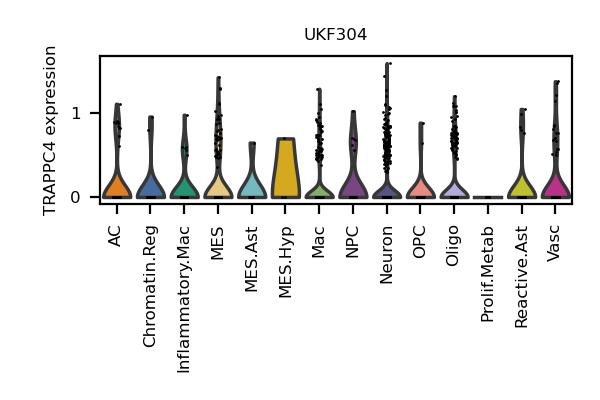 UKF304
TRAPPC4 expression
1
0
AC
Chromatin.Reg
Inflammatory.Mac
MES
MES.Ast
MES.Hyp
Mac
NPC
Neuron
OPC
Oligo
Prolif.Metab
Reactive.Ast
Vasc